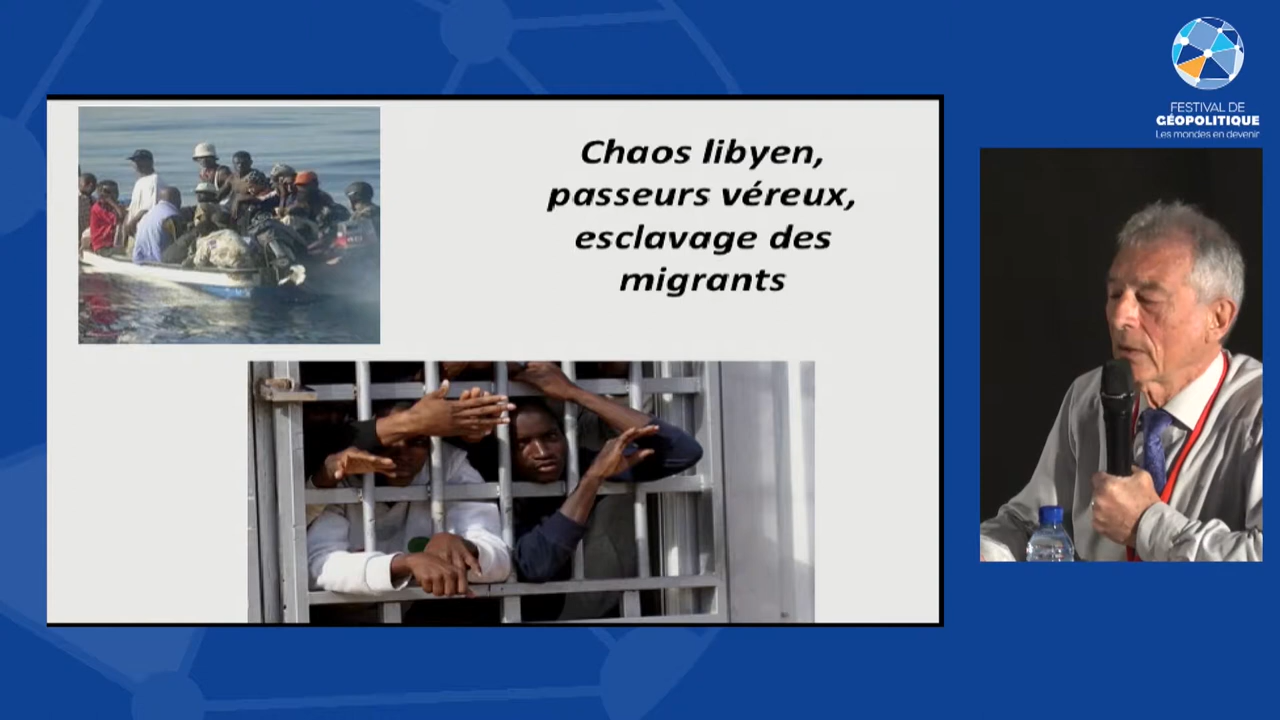 Chaos libyen,
passeurs véreux,
esclavage des
migrants
FESTIVAL DE
GÉOPOLITIQUE
Les mondes en devenir